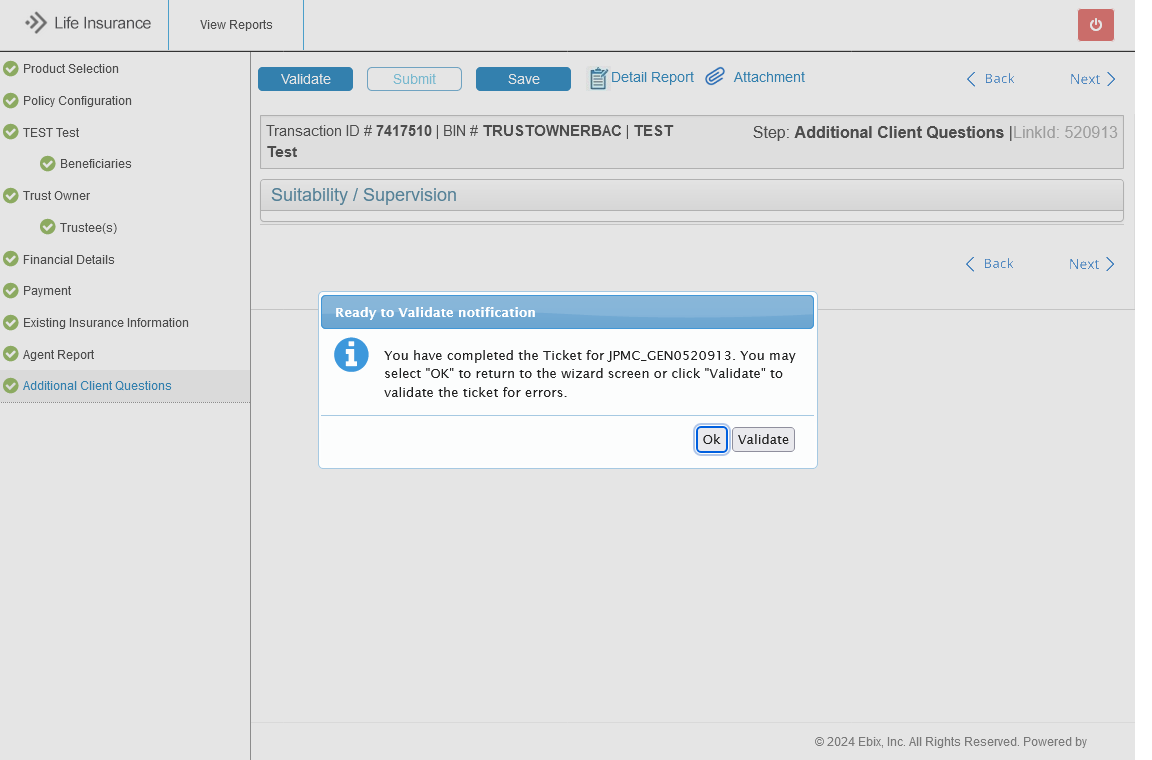 Life Insurance
View Reports
Product Selection
Policy Configuration
TEST Test
Beneficiaries
Trust Owner
Trustee(s)
Financial Details
Payment
Existing Insurance Information
Agent Report
Additional Client Questions
Validate
Submit
Save
Detail Report
Attachment
Back
Next
Transaction ID # 7417510 | BIN # TRUSTOWNERBAC | TEST
Test
Step: Additional Client Questions |LinkId: 520913
Suitability / Supervision
Back
Next
Ready to Validate notification
You have completed the Ticket for JPMC_GEN0520913. You may
select "OK" to return to the wizard screen or click "Validate" to
validate the ticket for errors.
Ok
Validate
© 2024 Ebix, Inc. All Rights Reserved. Powered by